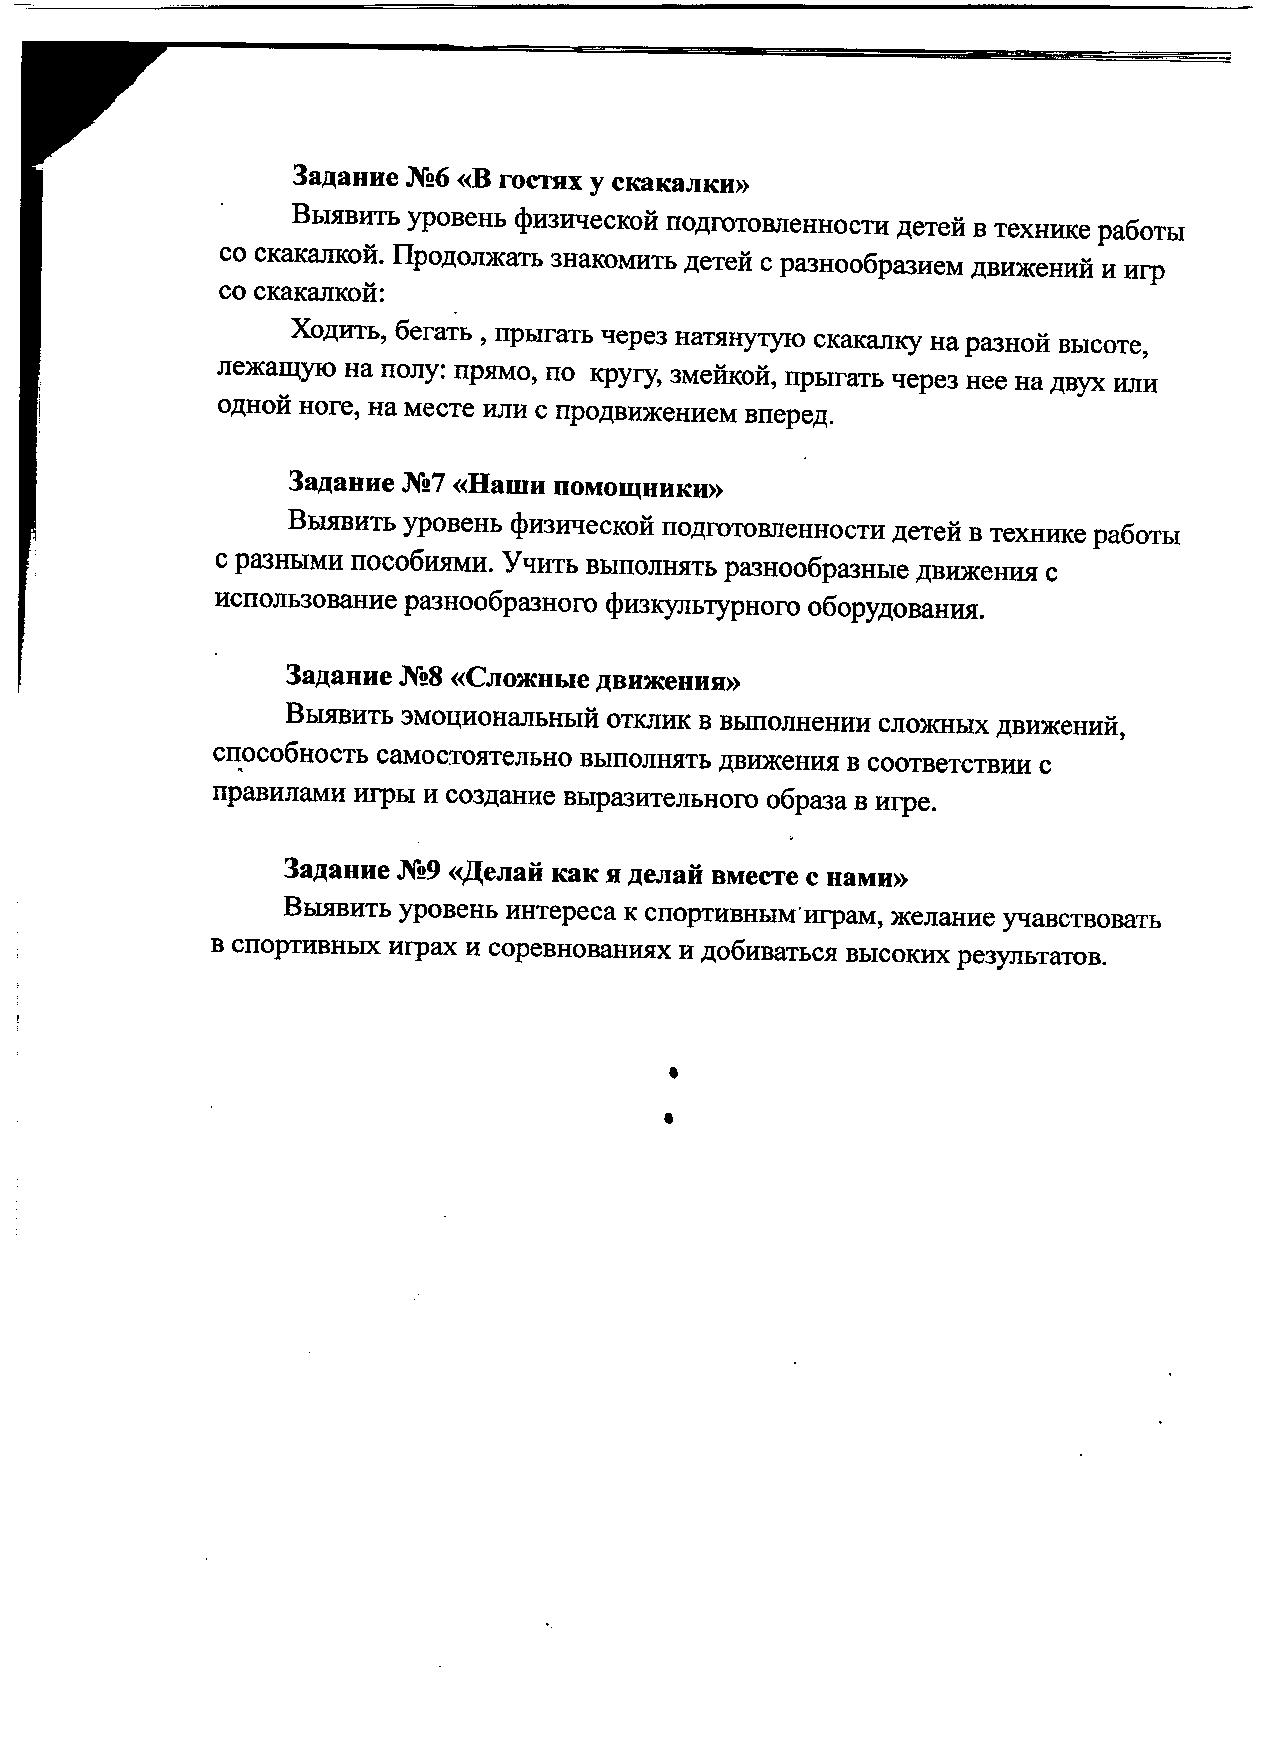 Задание №6 «В гостях у скакалки»
Выявить уровень физической подготовленности детей в технике работы
со скакалкой. Продолжать знакомить детей с разнообразием движений и игр
со скакалкой:
Ходить, бегать , прыгать через натянутую скакалку на разной высоте,
лежащую на полу: прямо, по кругу, змейкой, прыгать через нее на двух или
одной ноге, на месте или с продвижением вперед.
Задание №7 «Наши помощники»
Выявить уровень физической подготовленности детей в технике работы
с разными пособиями. Учить выполнять разнообразные движения с
использование разнообразного физкультурного оборудования.
Задание №8 «Сложные движения»
Выявить эмоциональный отклик в выполнении сложных движений,
способность самостоятельно выполнять движения в соответствии с
правилами игры и создание выразительного образа в игре.
Задание №9 «Делай как я делай вместе с нами»
Выявить уровень интереса к спортивным играм, желание учавствовать
в спортивных играх и соревнованиях и добиваться высоких результатов.